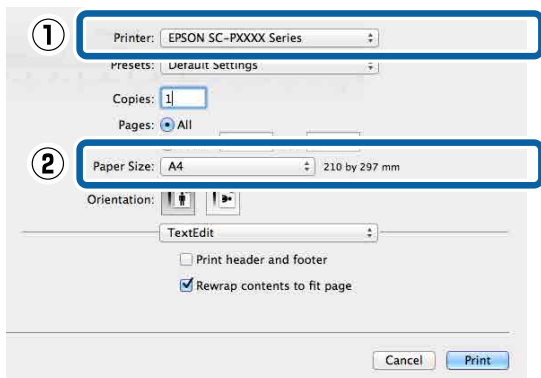 ① Printer: EPSON SC-PXXXX Series
Presets: Default Settings
Copies: 1
Pages: All
② Paper Size: A4 210 by 297 mm
Orientation:
TextEdit
Print header and footer
Rewrap contents to fit page
Cancel Print